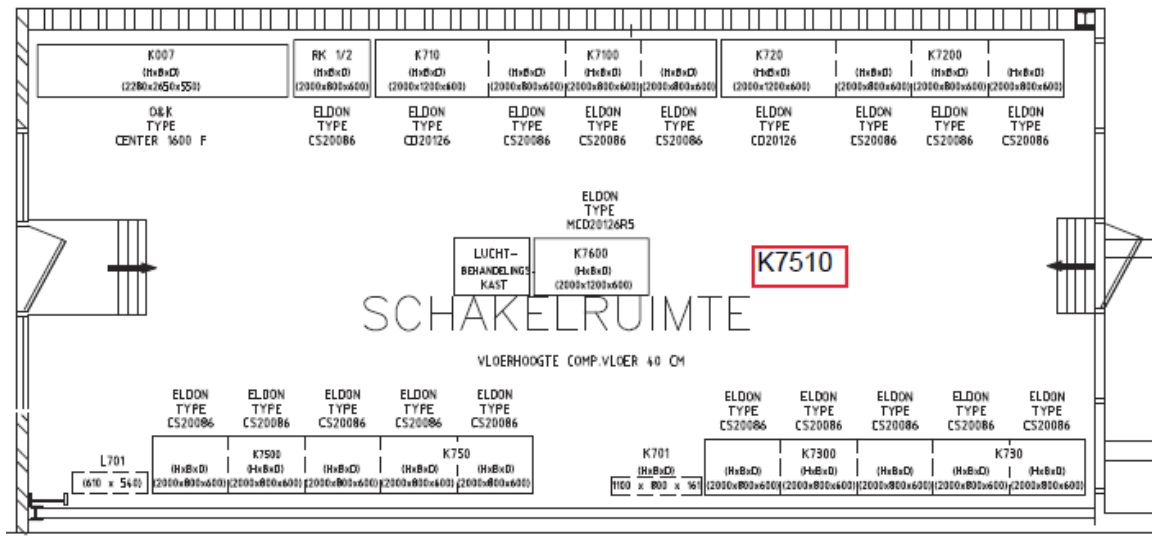 K007
(HxBxD)
(2280x2650x550)
O&K
TYPE
CENTER 1600 F
RK 1/2
(HxBxD)
(2000x800x600)
ELDON
TYPE
CS20086
K710
(HxBxD)
(2000x1200x600)
ELDON
TYPE
CD20126
(HxBxD)
(2000x800x600)
ELDON
TYPE
CS20086
K7100
(HxBxD)
(2000x800x600)
ELDON
TYPE
CS20086
(HxBxD)
(2000x800x600)
ELDON
TYPE
CS20086
K720
(HxBxD)
(2000x1200x600)
ELDON
TYPE
CD20126
(HxBxD)
(2000x800x600)
ELDON
TYPE
CS20086
K7200
(HxBxD)
(2000x800x600)
ELDON
TYPE
CS20086
(HxBxD)
(2000x800x600)
ELDON
TYPE
CS20086
ELDON
TYPE
MCD20126R5
LUCHT-
BEHANDELINGS
KAST
K7600
(HxBxD)
(2000x1200x600)
K7510
SCHAKELRUIMTE
VLOERHOOGTE COMP.VLOER 40 CM
L701
(610 x 540)
ELDON
TYPE
CS20086
(HxBxD)
(2000x800x600)
ELDON
TYPE
CS20086
K7500
(HxBxD)
(2000x800x600)
ELDON
TYPE
CS20086
(HxBxD)
(2000x800x600)
ELDON
TYPE
CS20086
K750
(HxBxD)
(2000x800x600)
ELDON
TYPE
CS20086
(HxBxD)
(2000x800x600)
K701
(HxBxD)
1100 x 800 x 161
ELDON
TYPE
CS20086
(HxBxD)
(2000x800x600)
ELDON
TYPE
CS20086
K7300
(HxBxD)
(2000x800x600)
ELDON
TYPE
CS20086
(HxBxD)
(2000x800x600)
ELDON
TYPE
CS20086
K730
(HxBxD)
(2000x800x600)
ELDON
TYPE
CS20086
(HxBxD)
(2000x800x600)